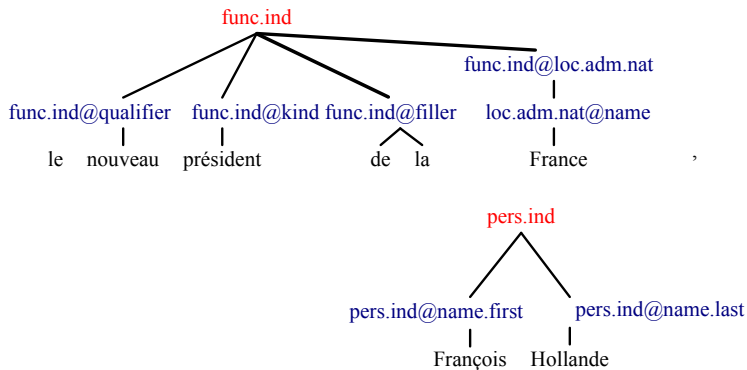 func.ind
func.ind@loc.adm.nat
func.ind@qualifier func.ind@kind func.ind@filler loc.adm.nat@name
le nouveau président de la France ,
pers.ind
pers.ind@name.first pers.ind@name.last
François Hollande